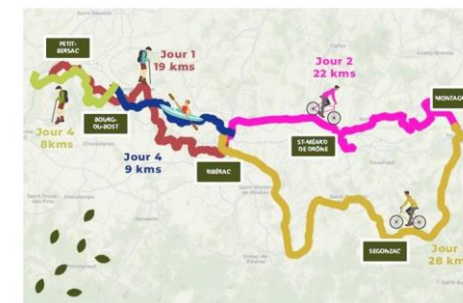 PETIT-
BERSAC
Jour 1
19 kms
Jour 2
22 kms
MONTAG
BOURG-
DU-BOST
Jour 4
8kms
Jour 4
9 kms
RIBÉRAC
ST-MÉARD
DE DRÔNE
SEGONZAC
Jour
28 km